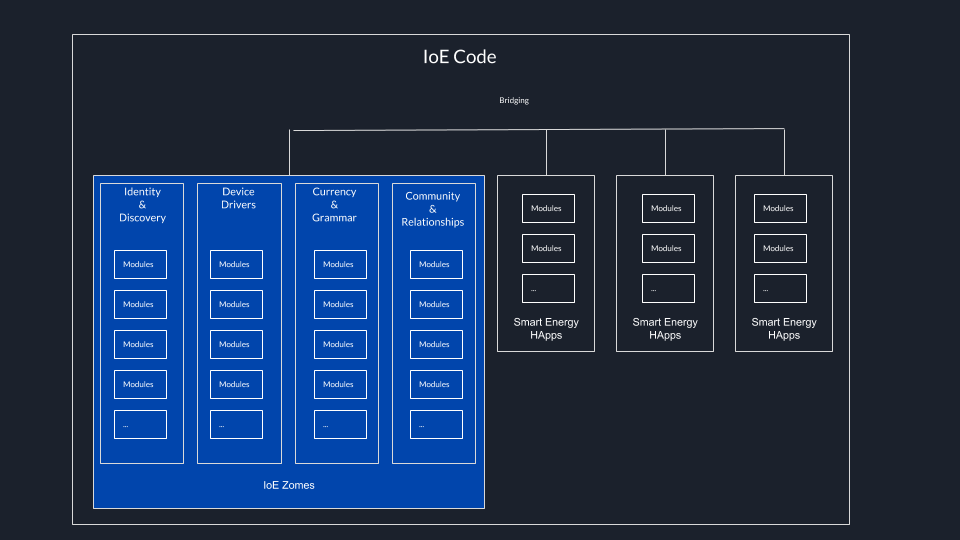 IoE Code
Bridging
Identity
&
Discovery
Modules
Modules
Modules
Modules
...
Device
Drivers
Modules
Modules
Modules
Modules
...
Currency
&
Grammar
Modules
Modules
Modules
Modules
...
Community
&
Relationships
Modules
Modules
Modules
Modules
...
IoE Zomes
Modules
Modules
...
Smart Energy
HApps
Modules
Modules
...
Smart Energy
HApps
Modules
Modules
...
Smart Energy
HApps